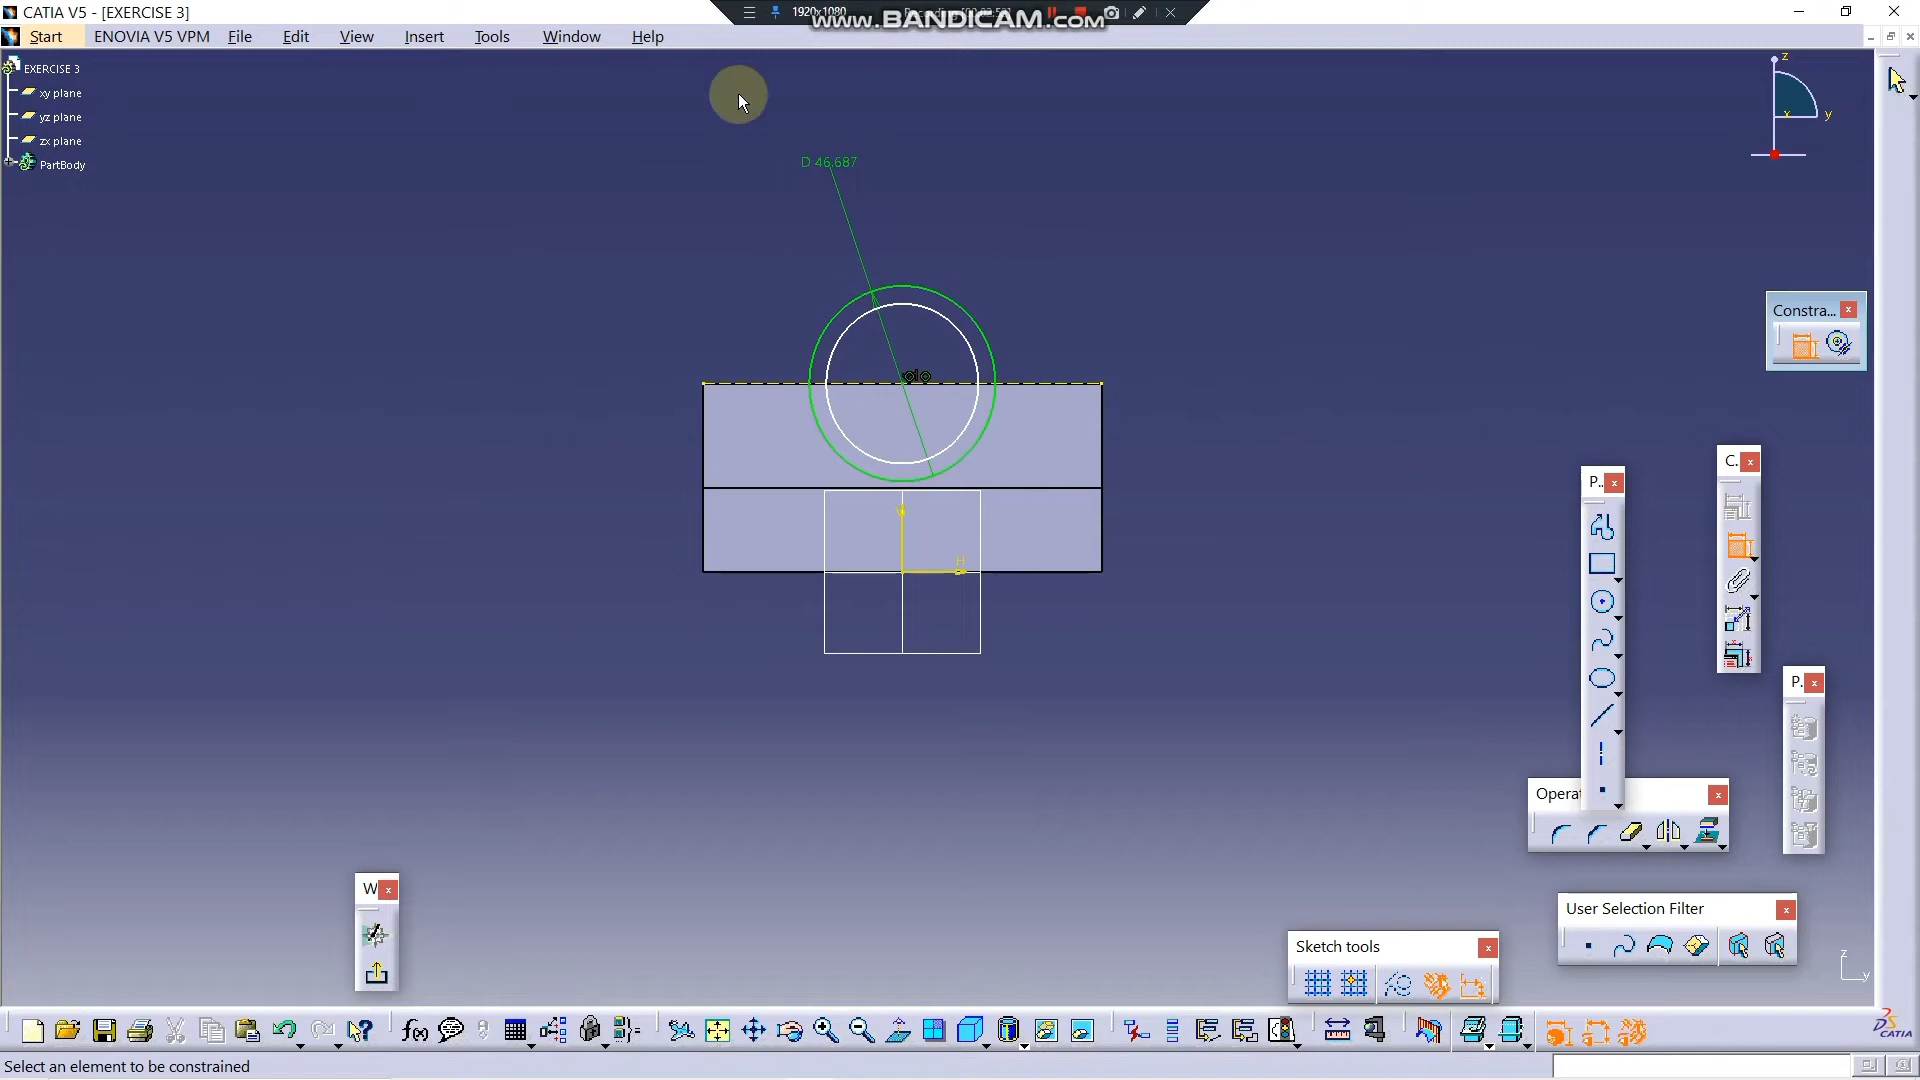 CATIA V5 - [EXERCISE 3]
1920x1080
www.BANDICAM.com
Start
ENOVIA V5 VPM
File
Edit
View
Insert
Tools
Window
Help
EXERCISE 3
xy plane
yz plane
zx plane
PartBody
z
x
y
D 46,687
Constra...
C.
P..
V
H
P.
Operat
W
User Selection Filter
Sketch tools
z
y
f(x)
CATIA
Select an element to be constrained